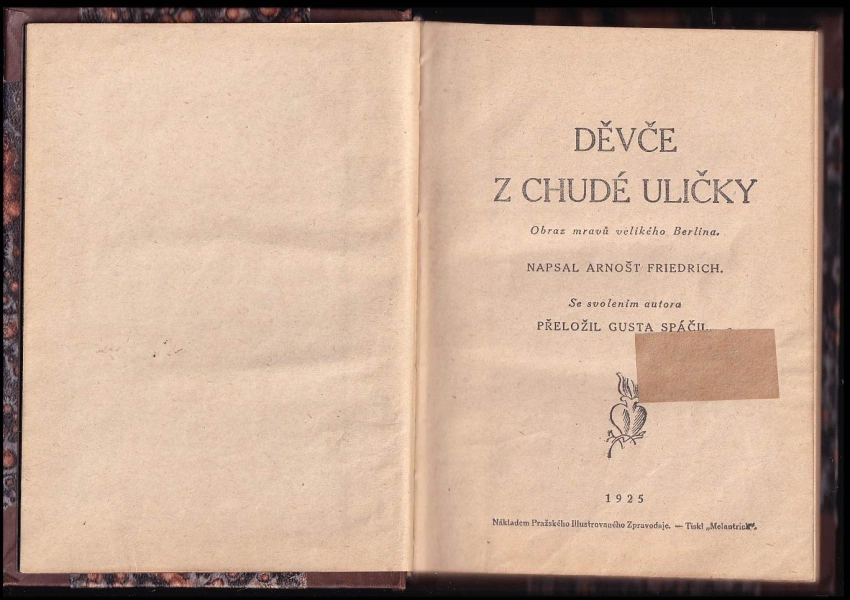 DĚVČE
Z CHUDÉ ULIČKY
Obraz mravů velikého Berlína.
NAPSAL ARNOŠT FRIEDRICH.
Se svolením autora
PŘELOŽIL GUSTA SPÁČIL
1925
Nákladem Pražského Illustrovaného Zpravodaje. — Tiskl „Melantrich“.